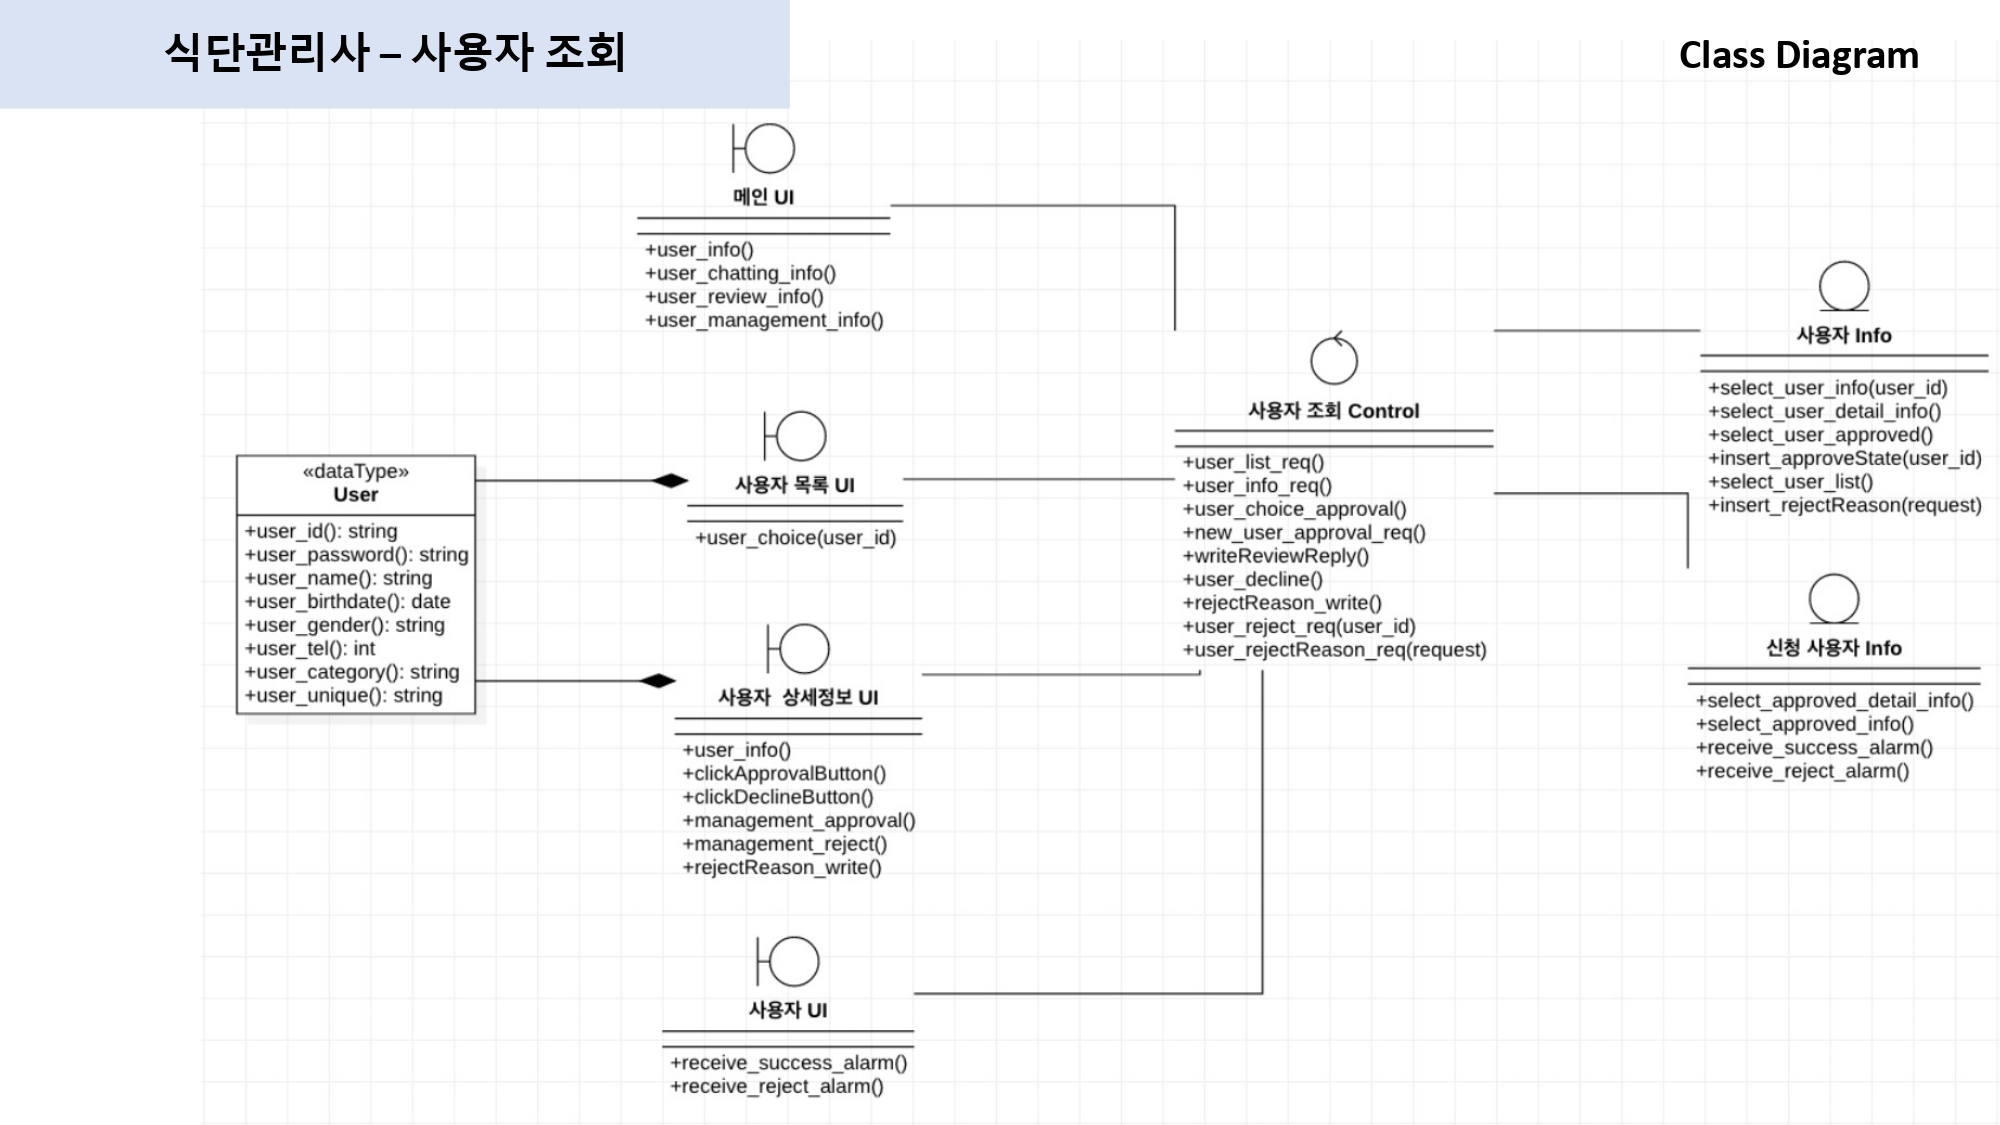 식단관리사 – 사용자 조회
Class Diagram
메인 UI
+user_info()
+user_chatting_info()
+user_review_info()
+user_management_info()
«dataType»
User
+user_id(): string
+user_password(): string
+user_name(): string
+user_birthdate(): date
+user_gender(): string
+user_tel(): int
+user_category(): string
+user_unique(): string
사용자 목록 UI
+user_choice(user_id)
사용자  상세정보 UI
+user_info()
+clickApprovalButton()
+clickDeclineButton()
+management_approval()
+management_reject()
+rejectReason_write()
사용자 UI
+receive_success_alarm()
+receive_reject_alarm()
사용자 조회 Control
+user_list_req()
+user_info_req()
+user_choice_approval()
+new_user_approval_req()
+writeReviewReply()
+user_decline()
+rejectReason_write()
+user_reject_req(user_id)
+user_rejectReason_req(request)
사용자 Info
+select_user_info(user_id)
+select_user_detail_info()
+select_user_approved()
+insert_approveState(user_id)
+select_user_list()
+insert_rejectReason(request)
신청 사용자 Info
+select_approved_detail_info()
+select_approved_info()
+receive_success_alarm()
+receive_reject_alarm()